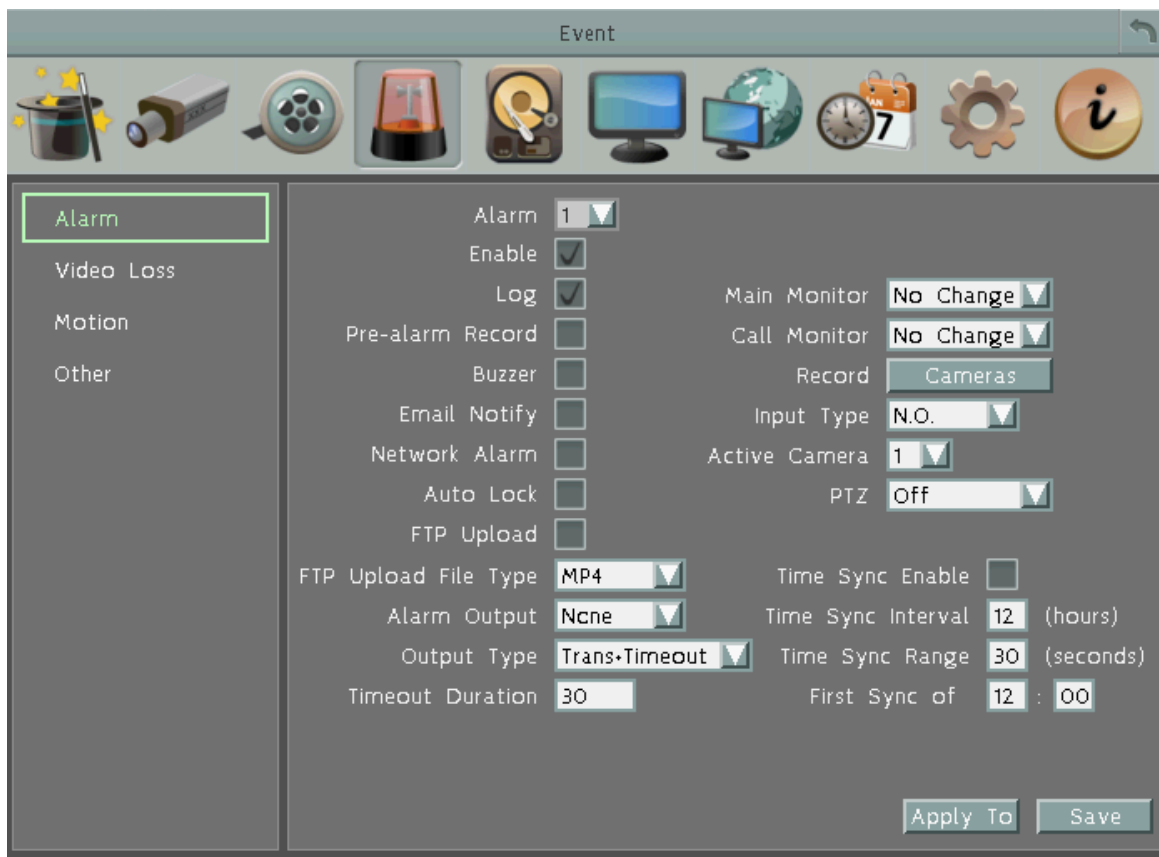 Event
JAN
7
i
Alarm
Video Loss
Motion
Other
Alarm 1
Enable
Log
Pre-alarm Record
Buzzer
Email Notify
Network Alarm
Auto Lock
FTP Upload
FTP Upload File Type MP4
Alarm Output None
Output Type Trans+Timeout
Timeout Duration 30
Main Monitor No Change
Call Monitor No Change
Record Cameras
Input Type N.O.
Active Camera 1
PTZ Off
Time Sync Enable
Time Sync Interval 12 (hours)
Time Sync Range 30 (seconds)
First Sync of 12 : 00
Apply To Save